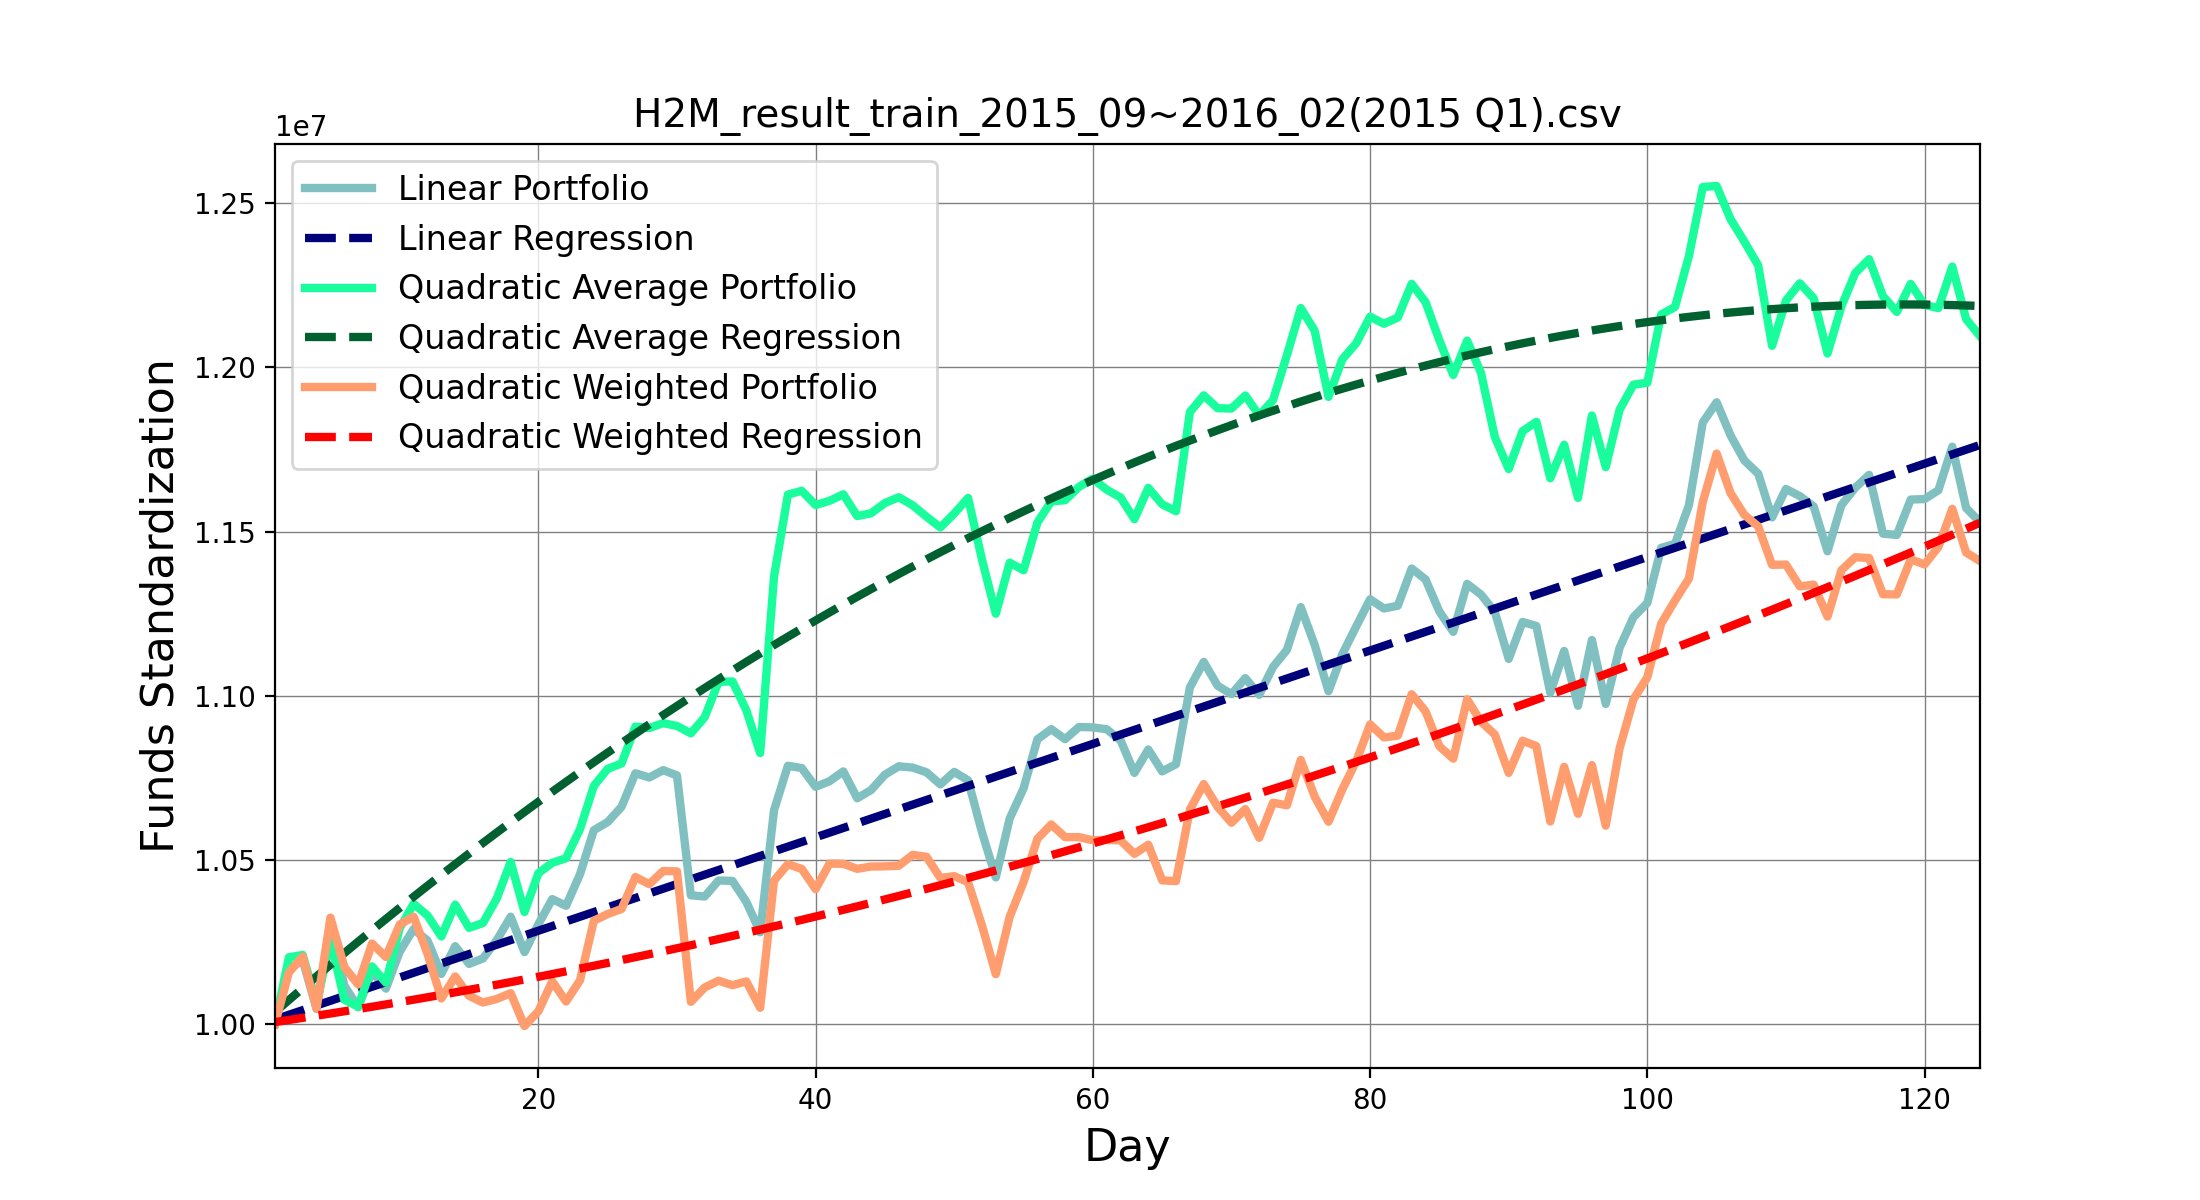 H2M_result_train_2015_09~2016_02(2015 Q1).csv
1e7
Linear Portfolio
Linear Regression
Quadratic Average Portfolio
Quadratic Average Regression
Quadratic Weighted Portfolio
Quadratic Weighted Regression
1.25
1.20
1.15
1.10
1.05
1.00
Funds Standardization
20 40 60 80 100 120
Day